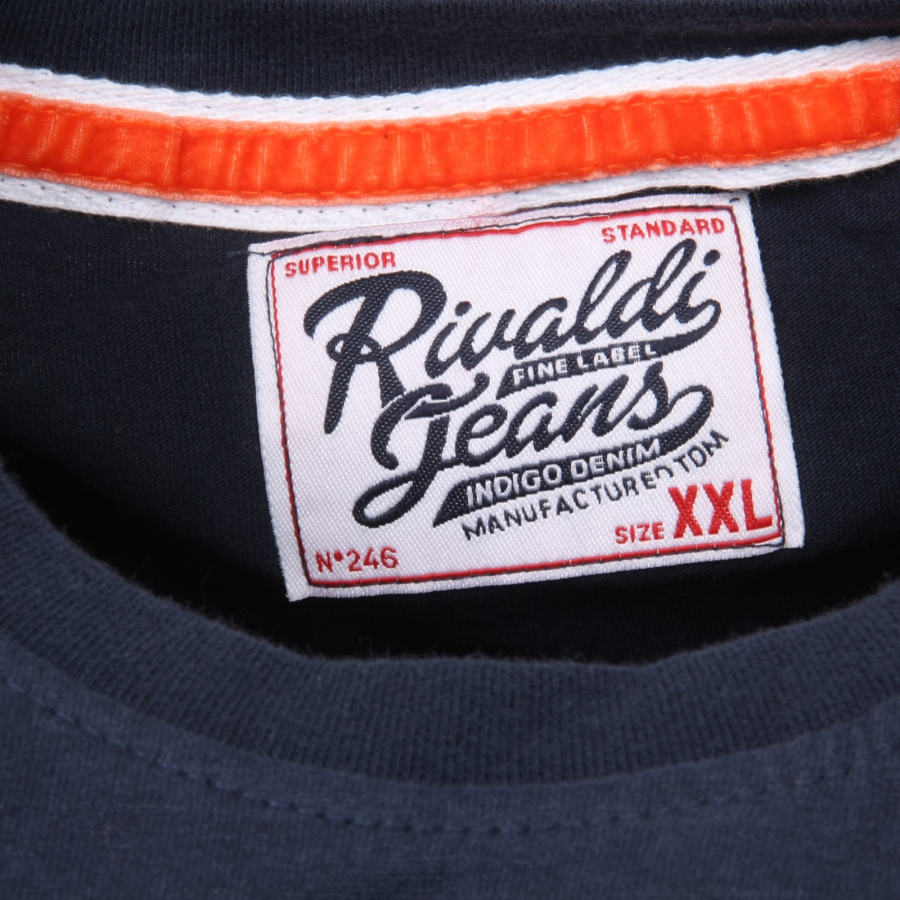 SUPERIOR STANDARD
Rivaldi
FINE LABEL
Jeans
INDIGO DENIM
MANUFACTURED TDM
N°246 SIZE XXL